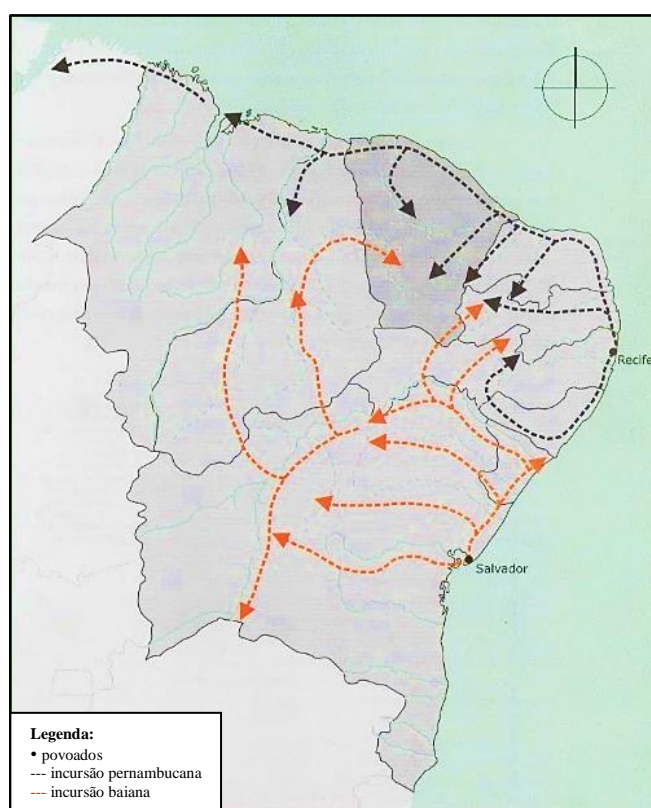 Recife
Salvador
Legenda:
• povoados
--- incursão pernambucana
--- incursão baiana